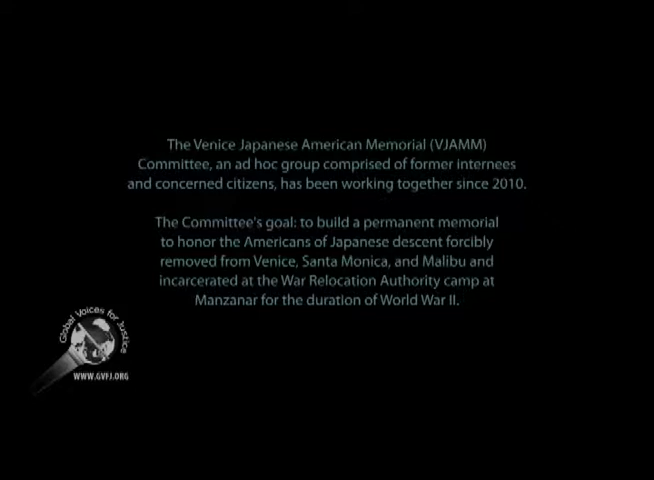 The Venice Japanese American Memorial (VJAMM)
Committee, an ad hoc group comprised of former internees
and concerned citizens, has been working together since 2010.
The Committee's goal: to build a permanent memorial
to honor the Americans of Japanese descent forcibly
removed from Venice, Santa Monica, and Malibu and
incarcerated at the War Relocation Authority camp at
Manzanar for the duration of World War II.
Global Voices for Justice
WWW.GVFJ.ORG